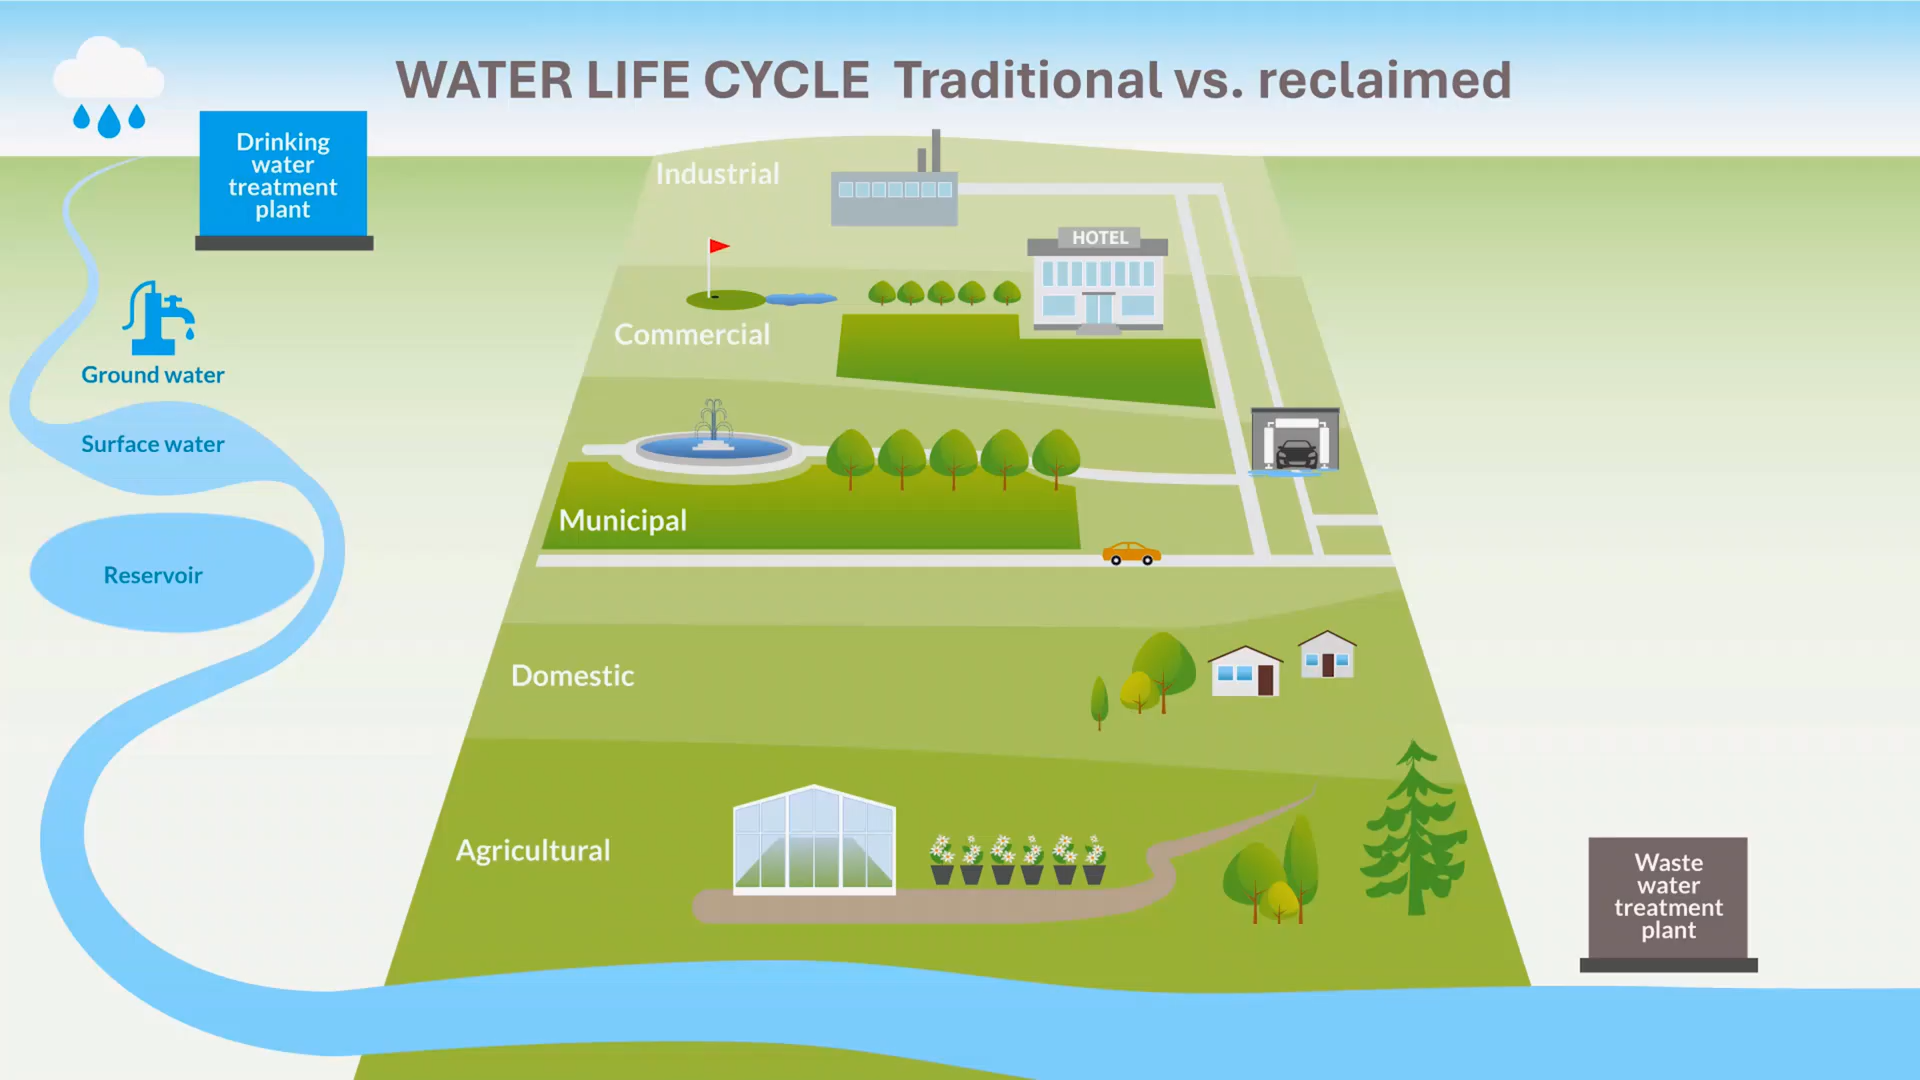 WATER LIFE CYCLE Traditional vs. reclaimed
Drinking
water
treatment
plant
Industrial
HOTEL
Commercial
Ground water
Surface water
Municipal
Reservoir
Domestic
Agricultural
Waste
water
treatment
plant